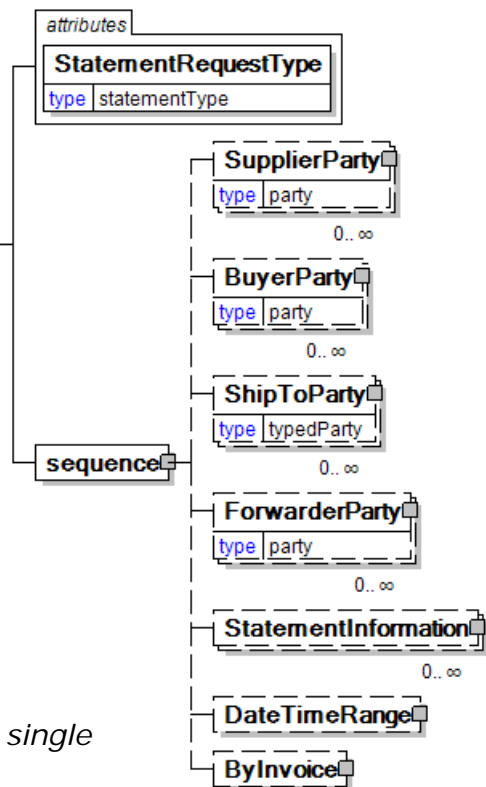 attributes
StatementRequestType
type statementType
SupplierParty
type party
0.. ∞
BuyerParty
type party
0.. ∞
ShipToParty
type typedParty
0.. ∞
sequence
ForwarderParty
type party
0.. ∞
StatementInformation
0.. ∞
DateTimeRange
single
ByInvoice